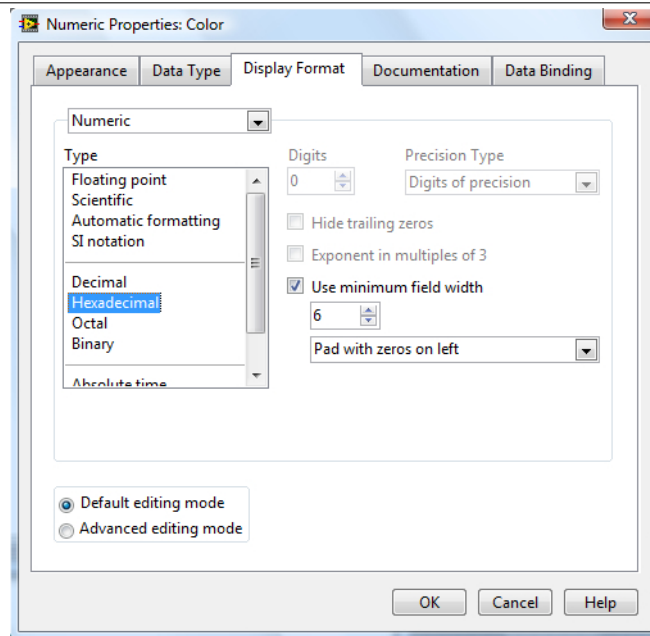 Numeric Properties: Color
Appearance Data Type Display Format Documentation Data Binding
Numeric
Type
Floating point
Scientific
Automatic formatting
SI notation
Decimal
Hexadecimal
Octal
Binary
Absolute time
Digits
0
Precision Type
Digits of precision
Hide trailing zeros
Exponent in multiples of 3
Use minimum field width
6
Pad with zeros on left
Default editing mode
Advanced editing mode
OK Cancel Help